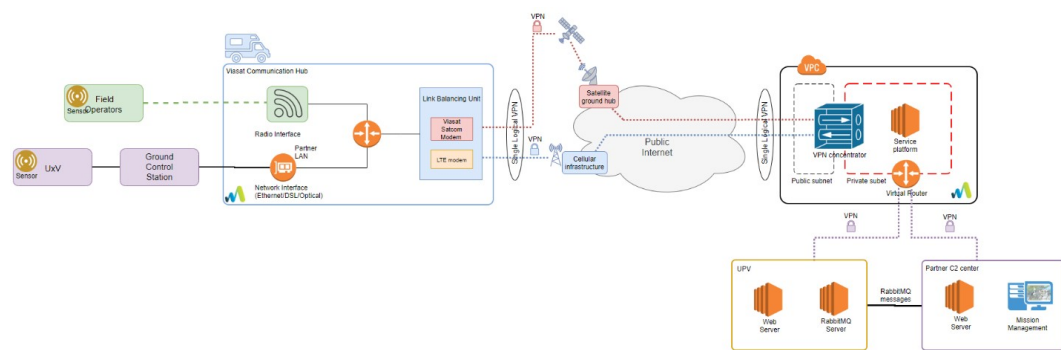 VPN
VPC
Viasat Communication Hub
Sensor
Field
Operators
Radio Interface
Link Balancing Unit
Viasat
Satcom
Modem
LTE modem
Single Logical VPN
VPN
Satellite
ground hub
Cellular
infrastructure
Public
Internet
Single Logical VPN
VPN concentrator
Service
platform
Public subnet
Private subet
Virtual Router
Partner
LAN
Sensor
UxV
Ground
Control
Station
Network Interface
(Ethernet/DSL/Optical)
VPN
VPN
UPV
Web
Server
RabbitMQ
Server
RabbitMQ
messages
Partner C2 center
Web
Server
Mission
Management